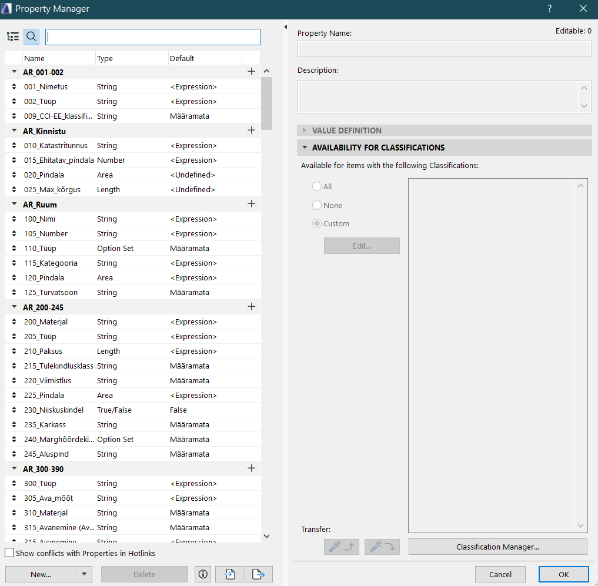 Property Manager
Name Type Default
AR_001-002
001_Nimetus String <Expression>
002_Tüüp String <Expression>
009_CCI-EE_klassifi... String Määramata
AR_Kinnistu
010_Katastritunnus String <Expression>
015_Ehitatav_pindala Number <Expression>
020_Pindala Area <Undefined>
025_Max_kõrgus Length <Undefined>
AR_Ruum
100_Nimi String <Expression>
105_Number String <Expression>
110_Tüüp Option Set Määramata
115_Kategooria String <Expression>
120_Pindala Area <Expression>
125_Turvatsoon String Määramata
AR_200-245
200_Materjal String <Expression>
205_Tüüp String <Expression>
210_Paksus Length <Expression>
215_Tulekindlusklass String Määramata
220_Viimistlus String Määramata
225_Pindala Area <Expression>
230_Niiskuskindel True/False False
235_Karkass String Määramata
240_Märghõõrdeki... Option Set Määramata
245_Aluspind String Määramata
AR_300-390
300_Tüüp String <Expression>
305_Ava_mõõt String <Expression>
310_Materjal String Määramata
315_Avanemine (Av... String <Expression>
315_Avanemine String <Expression>
Show conflicts with Properties in Hotlinks
New... Delete
Property Name: Editable: 0
Description:
VALUE DEFINITION
AVAILABILITY FOR CLASSIFICATIONS
Available for items with the following Classifications:
All
None
Custom
Edit...
Transfer:
Classification Manager...
Cancel OK